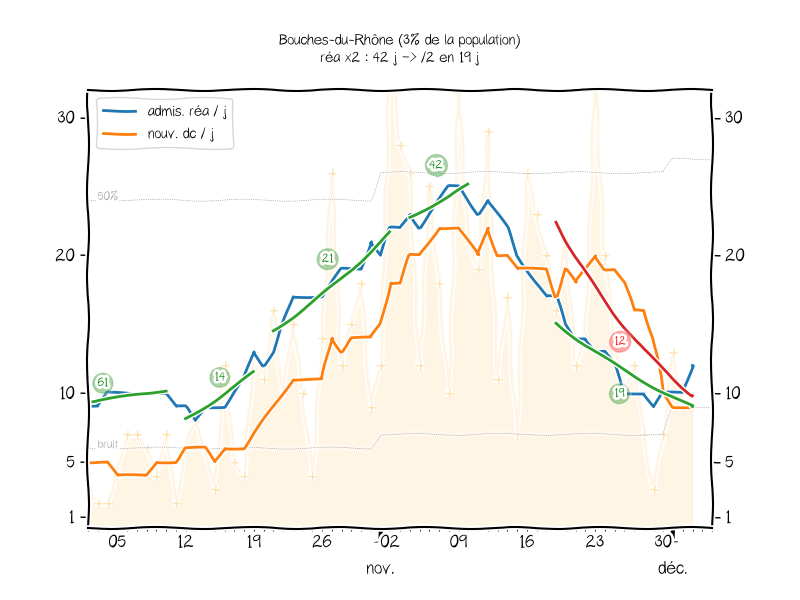 Bouches-du-Rhône (3% de la population)
réa x2 : 42 j -> /2 en 19 j
admis. réa / j
nouv. dc / j
30
30
42
50%
21
20
20
12
61
14
19
10
10
bruit
5
5
1
1
05 12 19 26 02 09 16 23 30
nov. déc.